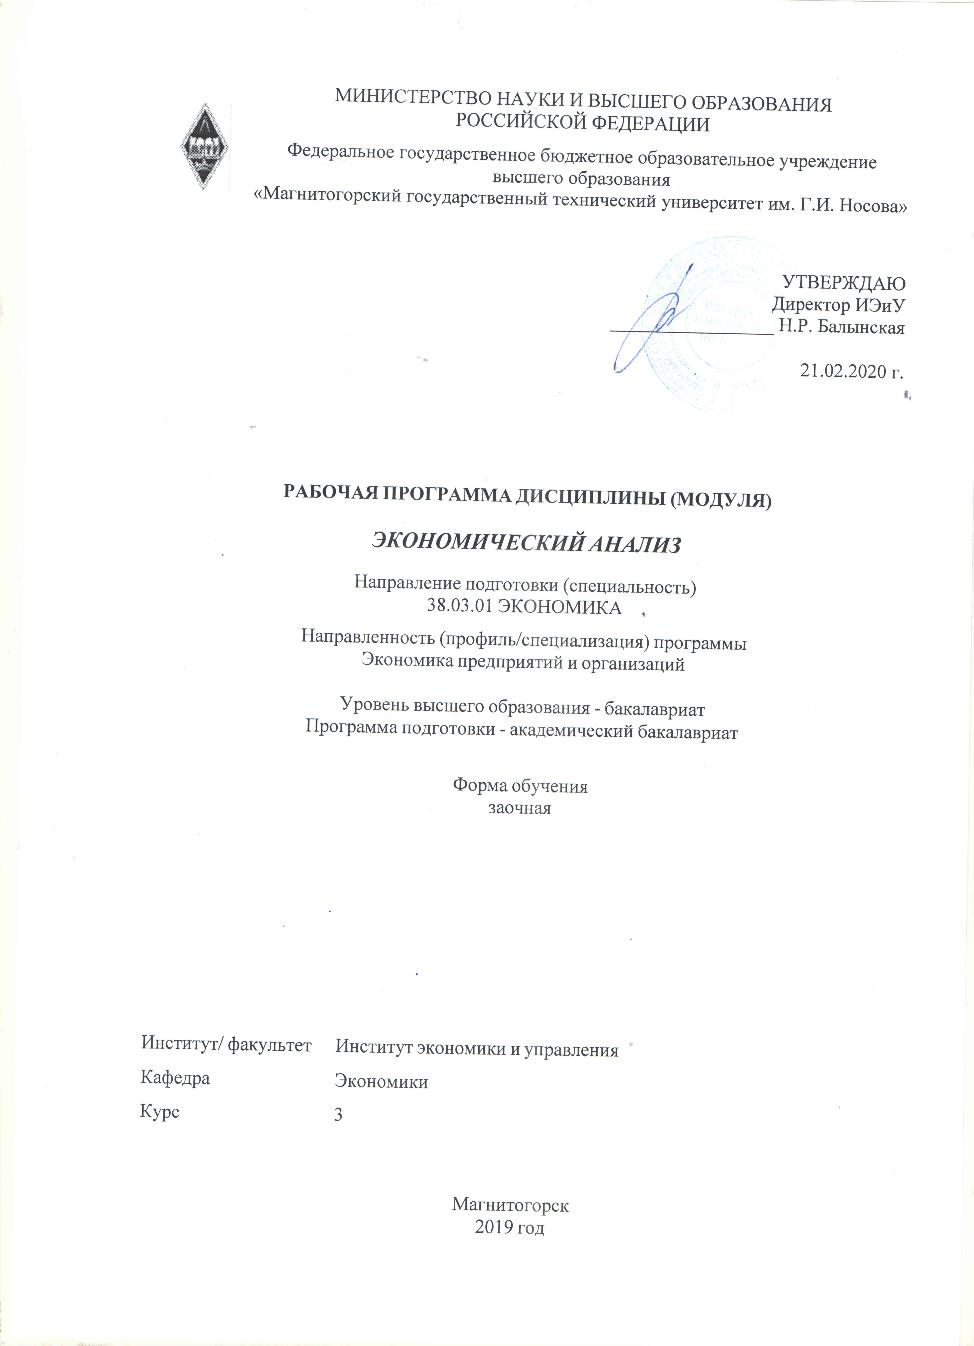 МИНИСТЕРСТВО НАУКИ И ВЫСШЕГО ОБРАЗОВАНИЯ
РОССИЙСКОЙ ФЕДЕРАЦИИ
Федеральное государственное бюджетное образовательное учреждение
высшего образования
«Магнитогорский государственный технический университет им. Г.И. Носова»
УТВЕРЖДАЮ
Директор ИЭиУ
Н.Р. Балынская
21.02.2020 г.
РАБОЧАЯ ПРОГРАММА ДИСЦИПЛИНЫ (МОДУЛЯ)
ЭКОНОМИЧЕСКИЙ АНАЛИЗ
Направление подготовки (специальность)
38.03.01 ЭКОНОМИКА
Направленность (профиль/специализация) программы
Экономика предприятий и организаций
Уровень высшего образования - бакалавриат
Программа подготовки - академический бакалавриат
Форма обучения
заочная
Институт/ факультет Институт экономики и управления
Кафедра Экономики
Курс 3
Магнитогорск
2019 год